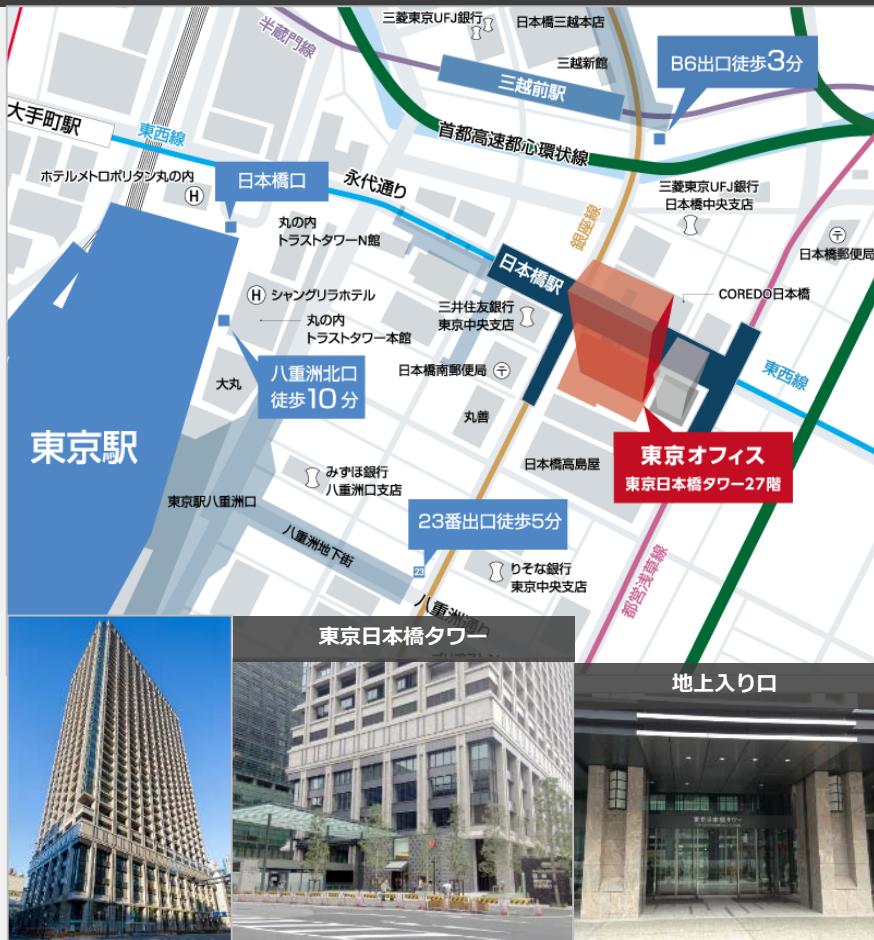 三菱東京UFJ銀行
日本橋三越本店
半蔵門線
三越新館
B6出口徒歩3分
三越前駅
大手町駅
東西線
首都高速都心環状線
ホテルメトロポリタン丸の内
H
日本橋口
永代通り
三菱東京UFJ銀行
日本橋中央支店
丸の内
トラストタワーN館
銀座線
〒
日本橋郵便局
日本橋駅
H シャングリラホテル
COREDO日本橋
三井住友銀行
東京中央支店
丸の内
トラストタワー本館
八重洲北口
徒歩10分
日本橋南郵便局 〒
東西線
大丸
丸善
東京駅
東京オフィス
東京日本橋タワー27階
日本橋高島屋
みずほ銀行
八重洲口支店
東京駅八重洲口
23番出口徒歩5分
八重洲地下街
23
りそな銀行
東京中央支店
都営浅草線
八重洲通り
東京日本橋タワー
地上入り口
東京日本橋タワー